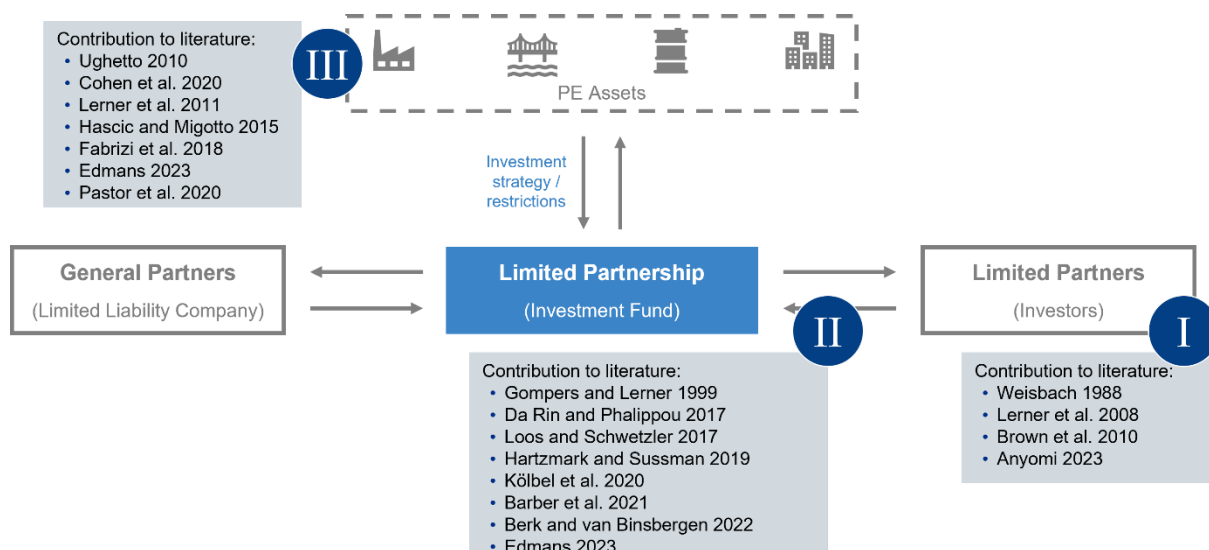 Contribution to literature:
• Ughetto 2010
• Cohen et al. 2020
• Lerner et al. 2011
• Hascic and Migotto 2015
• Fabrizi et al. 2018
• Edmans 2023
• Pastor et al. 2020
III
PE Assets
Investment
strategy /
restrictions
General Partners
(Limited Liability Company)
Limited Partnership
(Investment Fund)
II
Limited Partners
(Investors)
I
Contribution to literature:
• Gompers and Lerner 1999
• Da Rin and Phalippou 2017
• Loos and Schwetzler 2017
• Hartzmark and Sussman 2019
• Kölbel et al. 2020
• Barber et al. 2021
• Berk and van Binsbergen 2022
• Edmans 2023
Contribution to literature:
• Weisbach 1988
• Lerner et al. 2008
• Brown et al. 2010
• Anyomi 2023